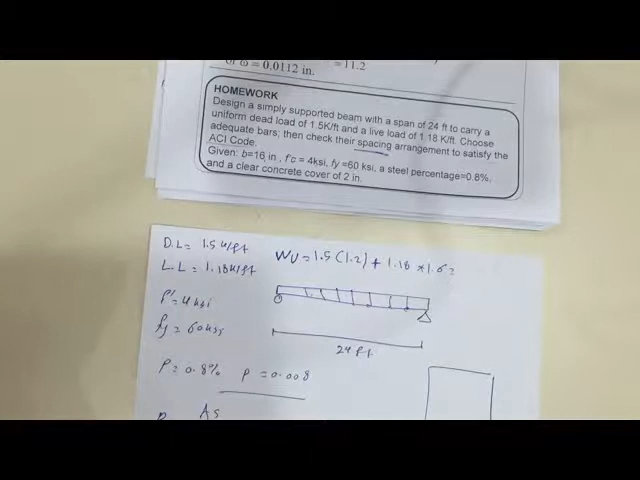 or ω = 0.0112 in. = 11.2
HOMEWORK
Design a simply supported beam with a span of 24 ft to carry a
uniform dead load of 1.5K/ft and a live load of 1.18 K/ft. Choose
adequate bars; then check their spacing arrangement to satisfy the
ACI Code.
Given: b=16 in , f'c = 4ksi, fy =60 ksi, a steel percentage=0.8%,
and a clear concrete cover of 2 in.
D.L = 1.5 k/ft
WU = 1.5 (1.2) + 1.18 * 1.6 =
L.L = 1.18 k/ft
f'c = 4 ksi
fy = 60 ksi
24 ft
ρ = 0.8% ρ = 0.008
As